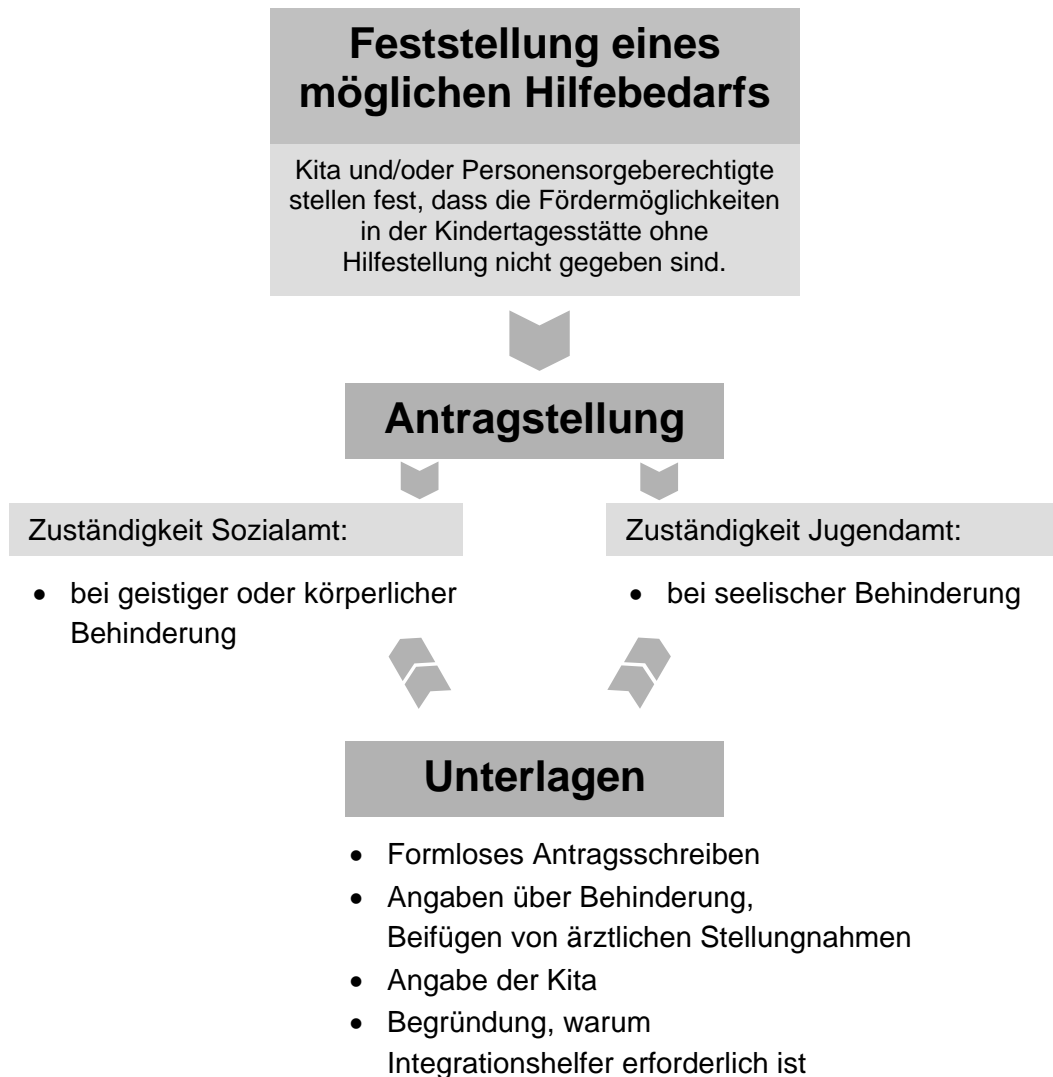 Feststellung eines
möglichen Hilfebedarfs
Kita und/oder Personensorgeberechtigte
stellen fest, dass die Fördermöglichkeiten
in der Kindertagesstätte ohne
Hilfestellung nicht gegeben sind.
Antragstellung
Zuständigkeit Sozialamt:
• bei geistiger oder körperlicher
Behinderung
Zuständigkeit Jugendamt:
• bei seelischer Behinderung
Unterlagen
• Formloses Antragsschreiben
• Angaben über Behinderung,
Beifügen von ärztlichen Stellungnahmen
• Angabe der Kita
• Begründung, warum
Integrationshelfer erforderlich ist